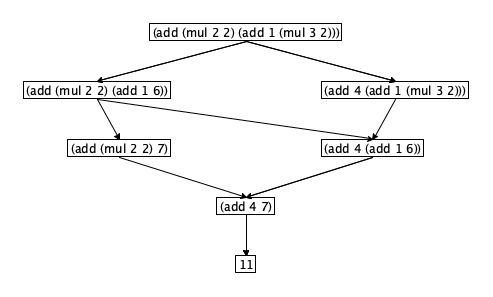 (add (mul 2 2) (add 1 (mul 3 2)))
(add (mul 2 2) (add 1 6))
(add 4 (add 1 (mul 3 2)))
(add (mul 2 2) 7)
(add 4 (add 1 6))
(add 4 7)
11